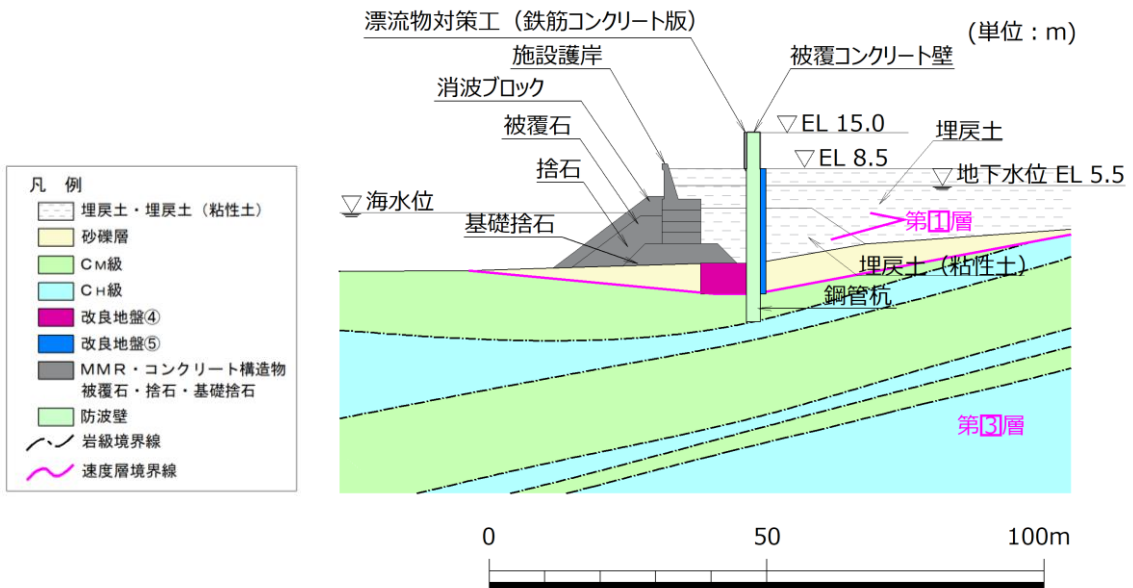 漂流物対策工（鉄筋コンクリート版）
(単位：m)
施設護岸
被覆コンクリート壁
消波ブロック
被覆石
▽EL 15.0
埋戻土
捨石
▽EL 8.5
地下水位 EL 5.5
海水位
基礎捨石
第1層
埋戻土（粘性土）
鋼管杭
第3層
凡 例
埋戻土・埋戻土（粘性土）
砂礫層
CM級
CH級
改良地盤④
改良地盤⑤
MMR・コンクリート構造物
被覆石・捨石・基礎捨石
防波壁
岩級境界線
速度層境界線
0 50 100m